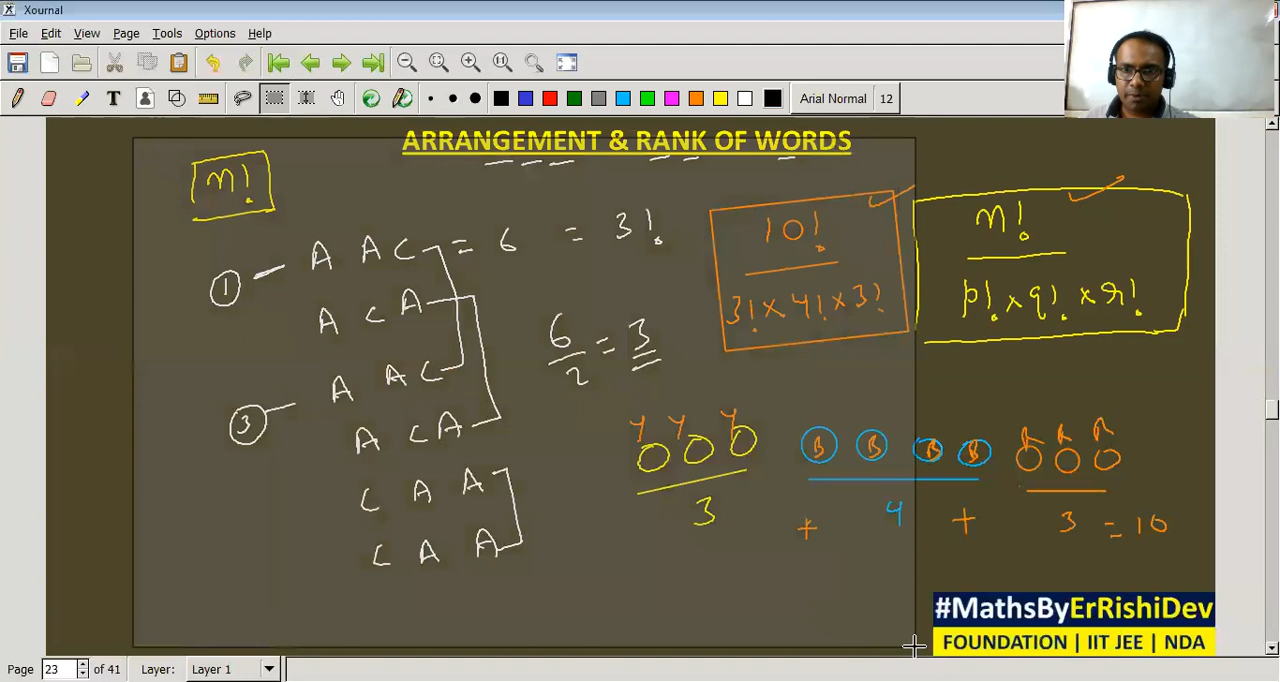 Xournal
File Edit View Page Tools Options Help
Arial Normal 12
ARRANGEMENT & RANK OF WORDS
n!
① A A C = 6 = 3!
A C A
③ A A C
A C A
C A A
C A A
6/2 = 3
10!
3! x 4! x 3!
n!
p! x q! x r!
Y Y Y B B B B R R R
3 + 4 + 3 = 10
#MathsByErRishiDev
FOUNDATION | IIT JEE | NDA
Page 23 of 41 Layer: Layer 1